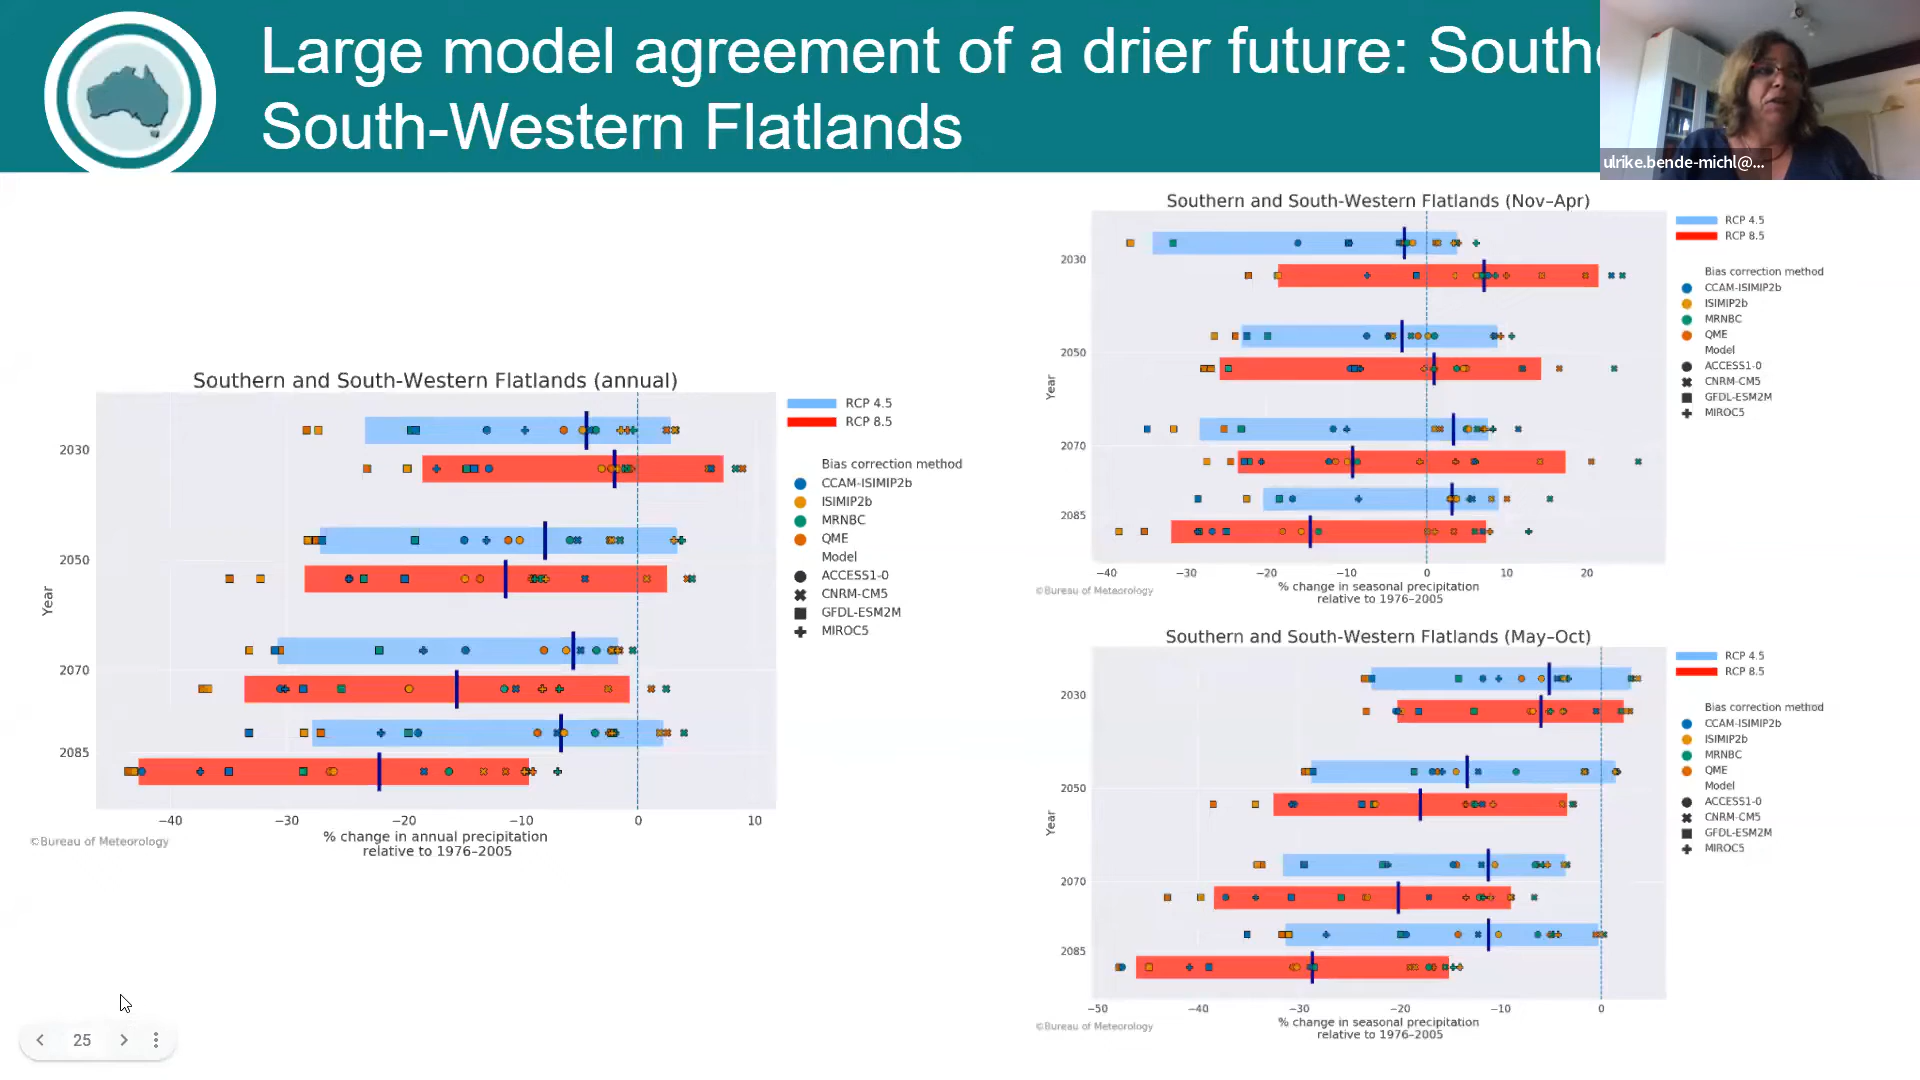 Large model agreement of a drier future: South
South-Western Flatlands
ulrike.bende-michl@...
Southern and South-Western Flatlands (annual)
2030
2050
2070
2085
Year
−40 −30 −20 −10 0 10
% change in annual precipitation
relative to 1976–2005
©Bureau of Meteorology
RCP 4.5
RCP 8.5
Bias correction method
CCAM-ISIMIP2b
ISIMIP2b
MRNBC
QME
Model
ACCESS1-0
CNRM-CM5
GFDL-ESM2M
MIROC5
Southern and South-Western Flatlands (Nov–Apr)
2030
2050
2070
2085
Year
−40 −30 −20 −10 0 10 20
% change in seasonal precipitation
relative to 1976–2005
©Bureau of Meteorology
RCP 4.5
RCP 8.5
Bias correction method
CCAM-ISIMIP2b
ISIMIP2b
MRNBC
QME
Model
ACCESS1-0
CNRM-CM5
GFDL-ESM2M
MIROC5
Southern and South-Western Flatlands (May–Oct)
2030
2050
2070
2085
Year
−50 −40 −30 −20 −10 0
% change in seasonal precipitation
relative to 1976–2005
©Bureau of Meteorology
RCP 4.5
RCP 8.5
Bias correction method
CCAM-ISIMIP2b
ISIMIP2b
MRNBC
QME
Model
ACCESS1-0
CNRM-CM5
GFDL-ESM2M
MIROC5
25